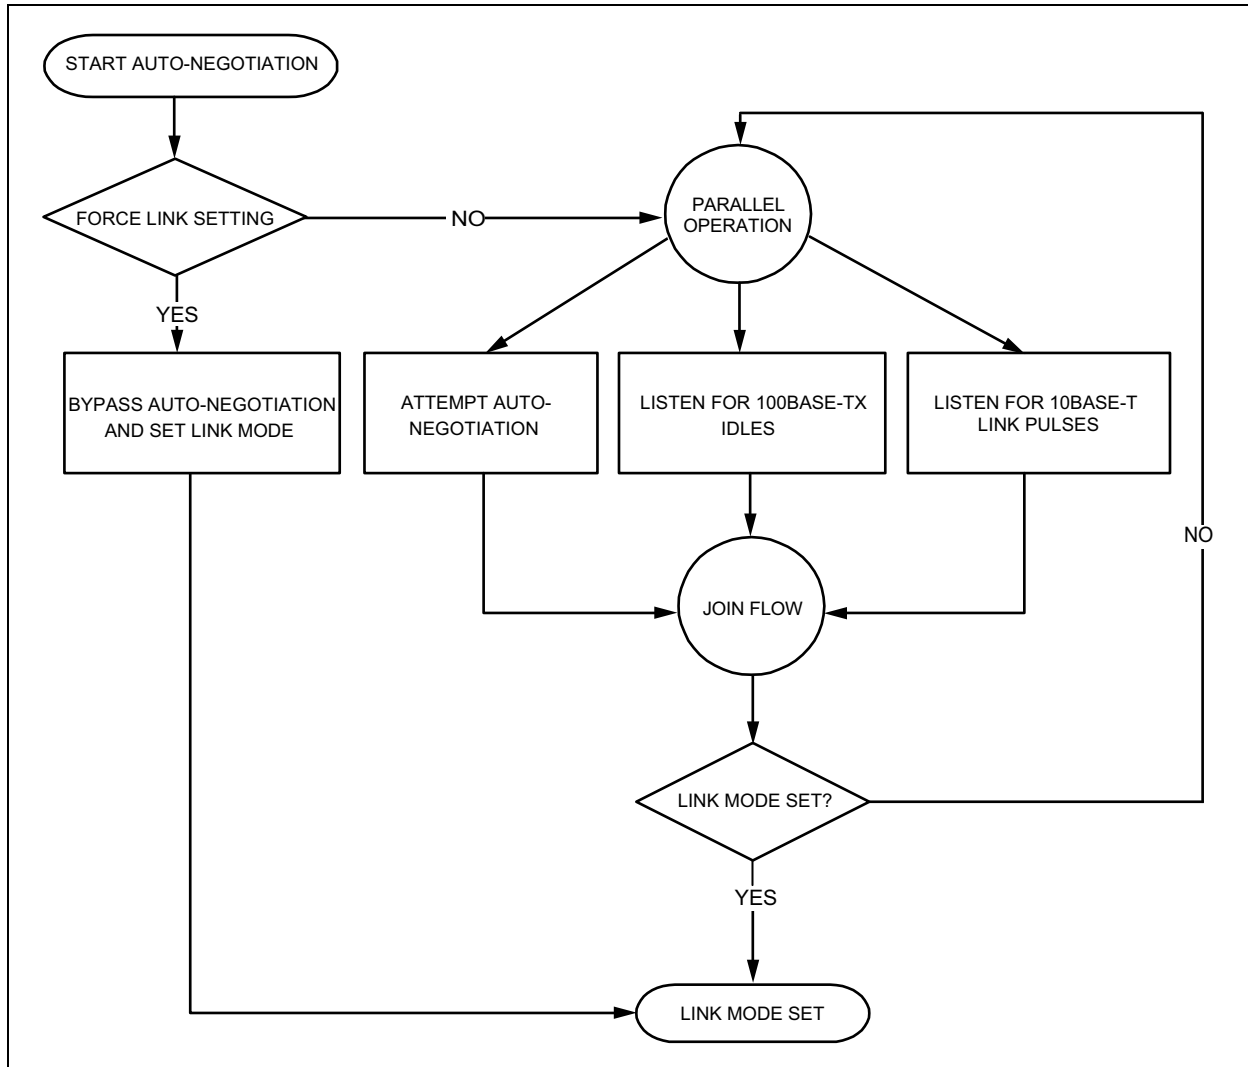 START AUTO-NEGOTIATION
FORCE LINK SETTING
NO
PARALLEL
OPERATION
YES
BYPASS AUTO-NEGOTIATION
AND SET LINK MODE
ATTEMPT AUTO-
NEGOTIATION
LISTEN FOR 100BASE-TX
IDLES
LISTEN FOR 10BASE-T
LINK PULSES
NO
JOIN FLOW
LINK MODE SET?
YES
LINK MODE SET